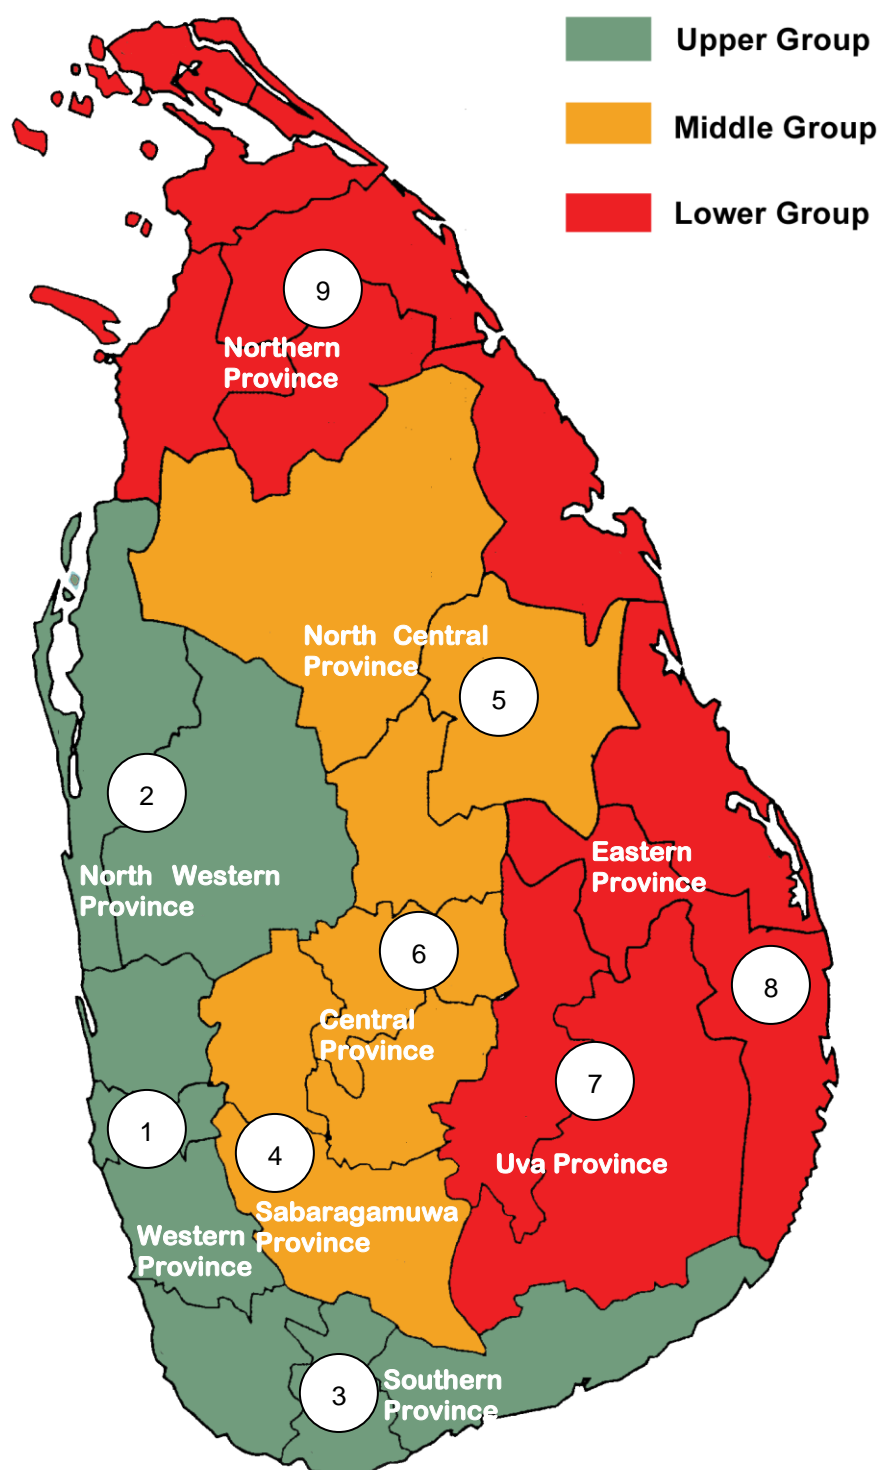 Upper Group
Middle Group
Lower Group
9
Northern
Province
North Central
Province
5
2
North Western
Province
Eastern
Province
6
8
Central
Province
7
1
4
Uva Province
Sabaragamuwa
Province
Western
Province
3
Southern
Province